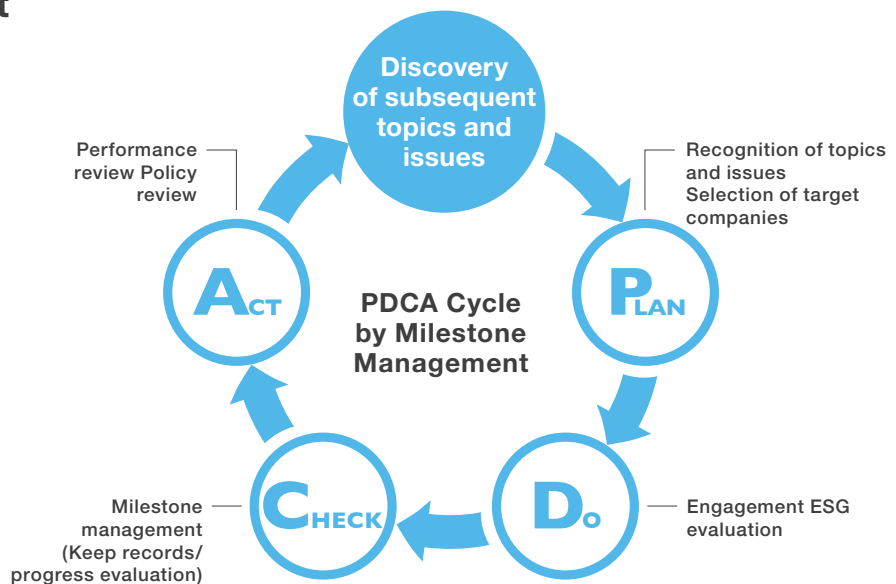 t
Discovery
of subsequent
topics and
issues
Performance
review Policy
review
Recognition of topics
and issues
Selection of target
companies
ACT
PLAN
PDCA Cycle
by Milestone
Management
CHECK
DO
Milestone
management
(Keep records/
progress evaluation)
Engagement ESG
evaluation